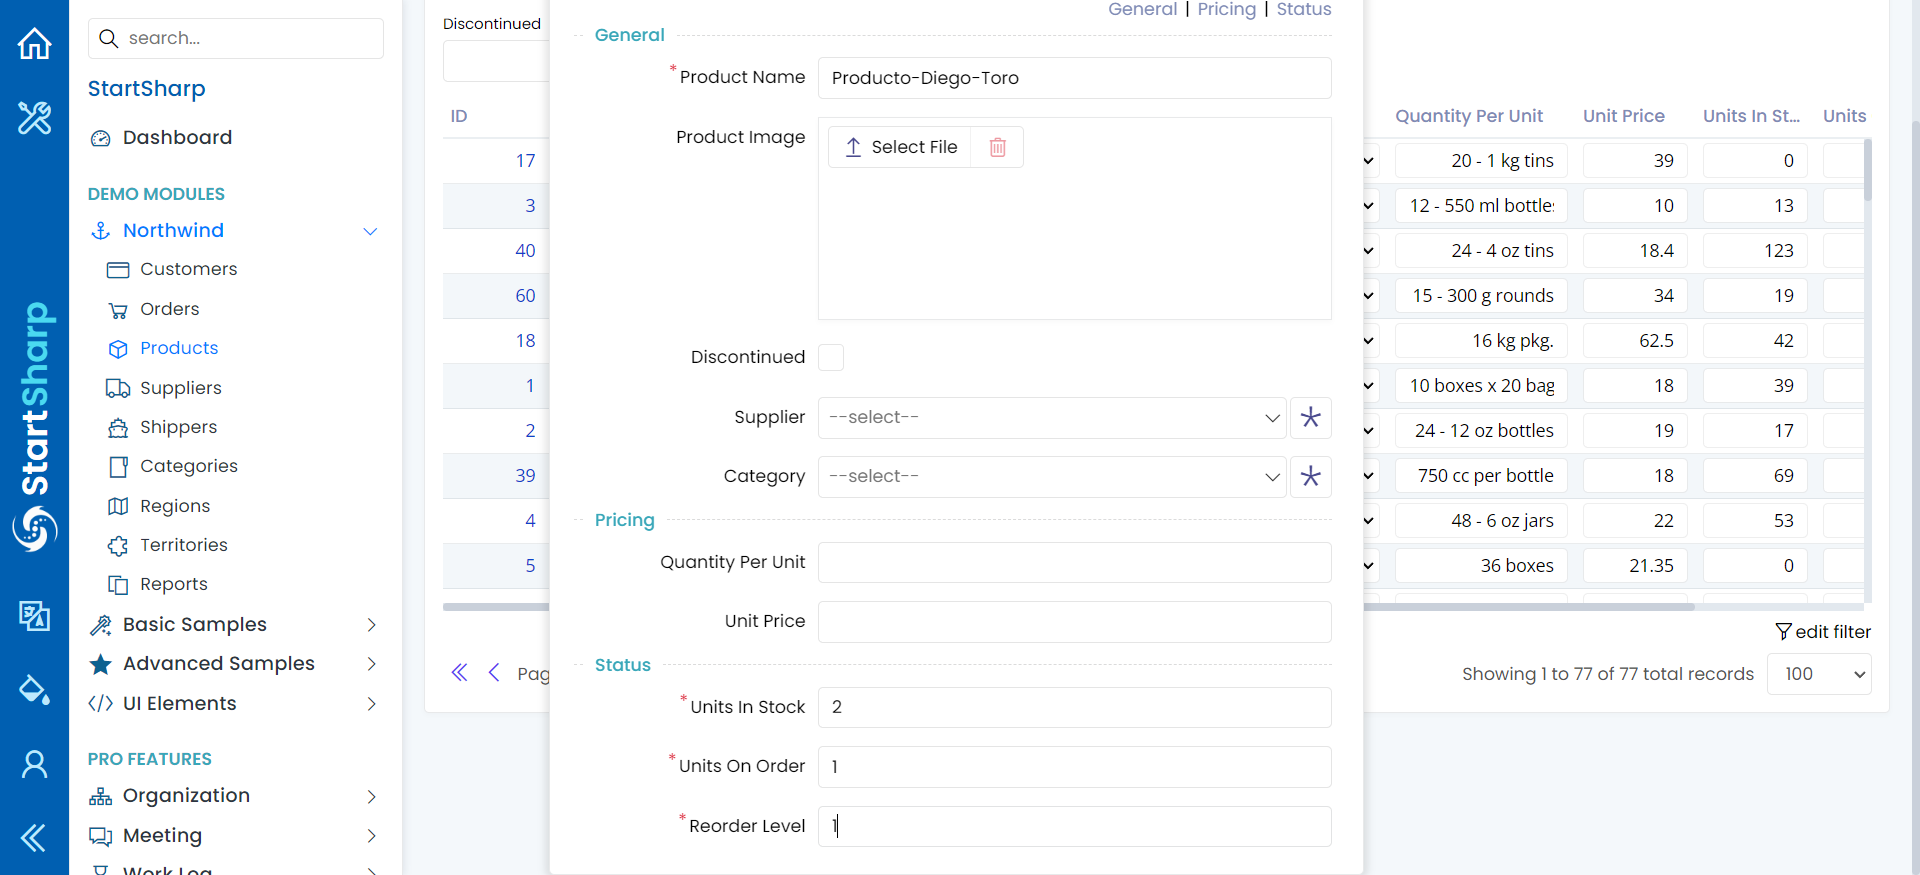 search...
StartSharp
Dashboard
DEMO MODULES
Northwind
Customers
Orders
Products
Suppliers
Shippers
Categories
Regions
Territories
Reports
Basic Samples
Advanced Samples
UI Elements
PRO FEATURES
Organization
Meeting
Work Log
StartSharp
Discontinued
ID
17
3
40
60
18
1
2
39
4
5
Pag
General | Pricing | Status
General
* Product Name Producto-Diego-Toro
Product Image Select File
Discontinued
Supplier --select--
Category --select--
Pricing
Quantity Per Unit
Unit Price
Status
* Units In Stock 2
* Units On Order 1
* Reorder Level 1
Quantity Per Unit Unit Price Units In St... Units
20 - 1 kg tins 39 0
12 - 550 ml bottles 10 13
24 - 4 oz tins 18.4 123
15 - 300 g rounds 34 19
16 kg pkg. 62.5 42
10 boxes x 20 bag 18 39
24 - 12 oz bottles 19 17
750 cc per bottle 18 69
48 - 6 oz jars 22 53
36 boxes 21.35 0
edit filter
Showing 1 to 77 of 77 total records 100